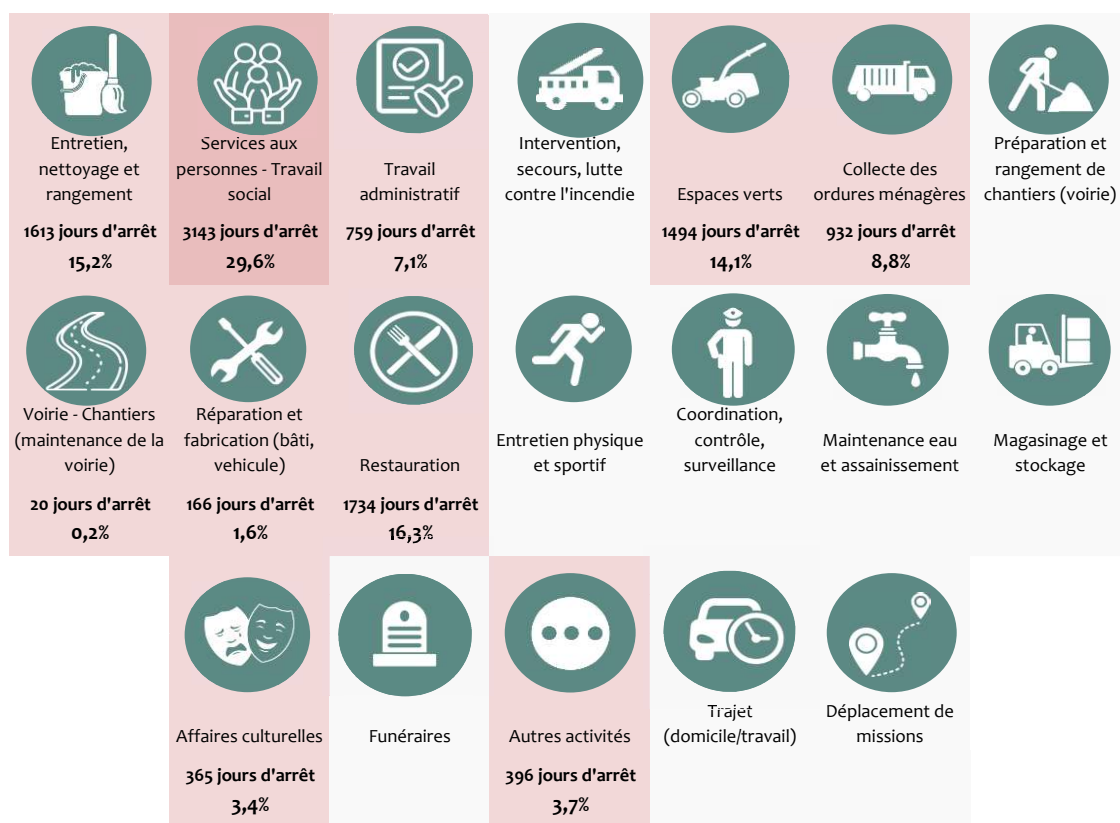 Entretien,
nettoyage et
rangement
1613 jours d'arrêt
15,2%
Services aux
personnes - Travail
social
3143 jours d'arrêt
29,6%
Travail
administratif
759 jours d'arrêt
7,1%
Intervention,
secours, lutte
contre l'incendie
Espaces verts
1494 jours d'arrêt
14,1%
Collecte des
ordures ménagères
932 jours d'arrêt
8,8%
Préparation et
rangement de
chantiers (voirie)
Voirie - Chantiers
(maintenance de la
voirie)
20 jours d'arrêt
0,2%
Réparation et
fabrication (bâti,
vehicule)
166 jours d'arrêt
1,6%
Restauration
1734 jours d'arrêt
16,3%
Entretien physique
et sportif
Coordination,
contrôle,
surveillance
Maintenance eau
et assainissement
Magasinage et
stockage
Affaires culturelles
365 jours d'arrêt
3,4%
Funéraires
Autres activités
396 jours d'arrêt
3,7%
Trajet
(domicile/travail)
Déplacement de
missions